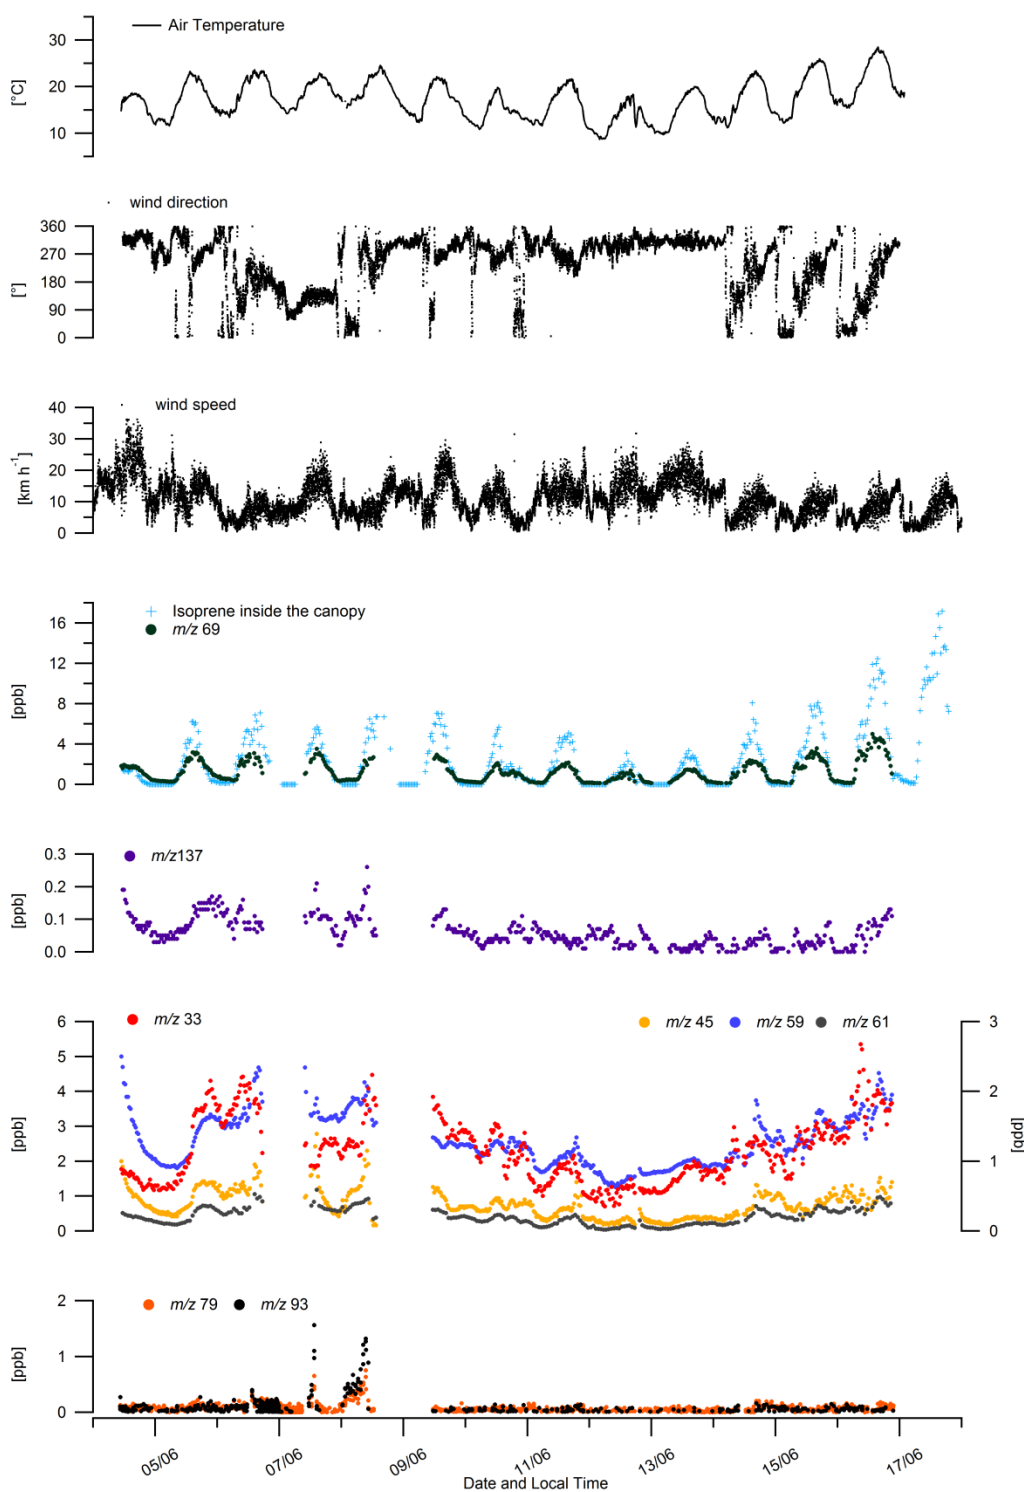 Air Temperature
30
20
10
[°C]
wind direction
360
270
180
90
0
[°]
wind speed
40
30
20
10
0
[km h⁻¹]
Isoprene inside the canopy
m/z 69
16
12
8
4
0
[ppb]
m/z137
0.3
0.2
0.1
0.0
[ppb]
m/z 33
m/z 45 m/z 59 m/z 61
6
5
4
3
2
1
0
[ppb]
3
2
1
0
[ppb]
m/z 79 m/z 93
2
1
0
[ppb]
05/06 07/06 09/06 11/06 13/06 15/06 17/06
Date and Local Time